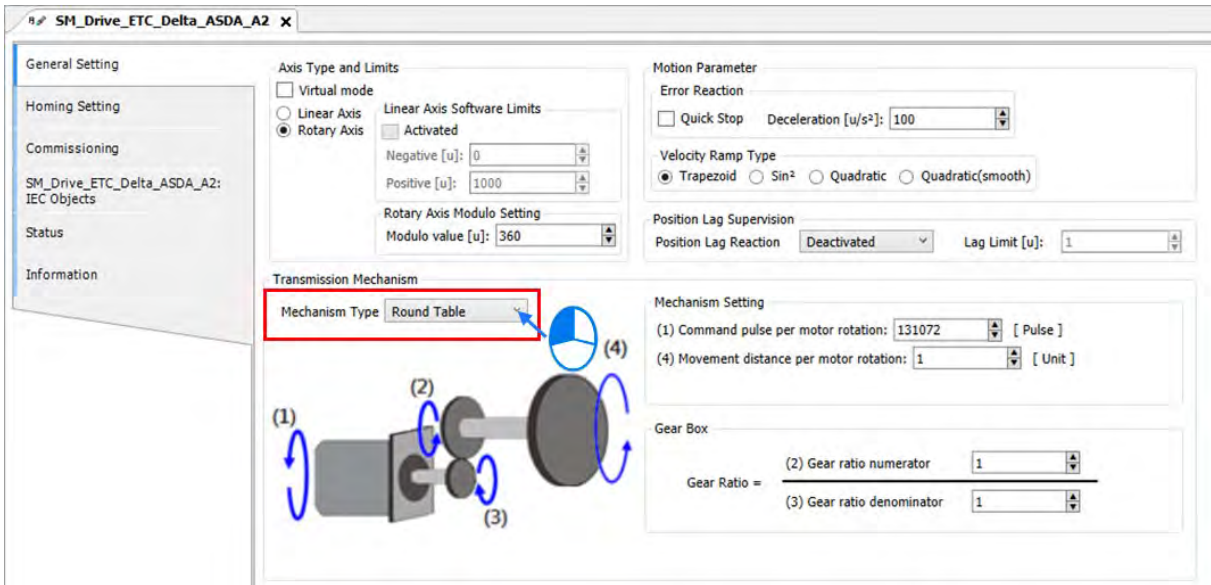 SM_Drive_ETC_Delta_ASDA_A2 X
General Setting
Homing Setting
Commissioning
SM_Drive_ETC_Delta_ASDA_A2:
IEC Objects
Status
Information
Axis Type and Limits
Virtual mode
Linear Axis
Rotary Axis
Linear Axis Software Limits
Activated
Negative [u]: 0
Positive [u]: 1000
Rotary Axis Modulo Setting
Modulo value [u]: 360
Motion Parameter
Error Reaction
Quick Stop Deceleration [u/s²]: 100
Velocity Ramp Type
Trapezoid Sin² Quadratic Quadratic(smooth)
Position Lag Supervision
Position Lag Reaction Deactivated Lag Limit [u]: 1
Transmission Mechanism
Mechanism Type Round Table
(1)
(2)
(3)
(4)
Mechanism Setting
(1) Command pulse per motor rotation: 131072 [ Pulse ]
(4) Movement distance per motor rotation: 1 [ Unit ]
Gear Box
Gear Ratio =
(2) Gear ratio numerator 1
(3) Gear ratio denominator 1